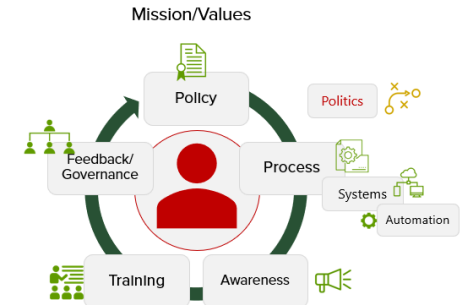 Mission/Values
Policy
Politics
Feedback/
Governance
Process
Systems
Automation
Training
Awareness